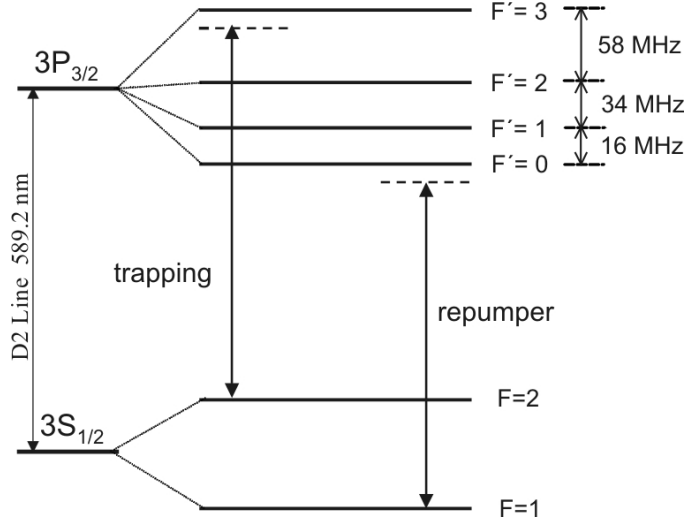 F´= 3
3P3/2
58 MHz
F´= 2
34 MHz
F´= 1
16 MHz
F´= 0
D2 Line 589.2 nm
trapping
repumper
F=2
3S1/2
F=1